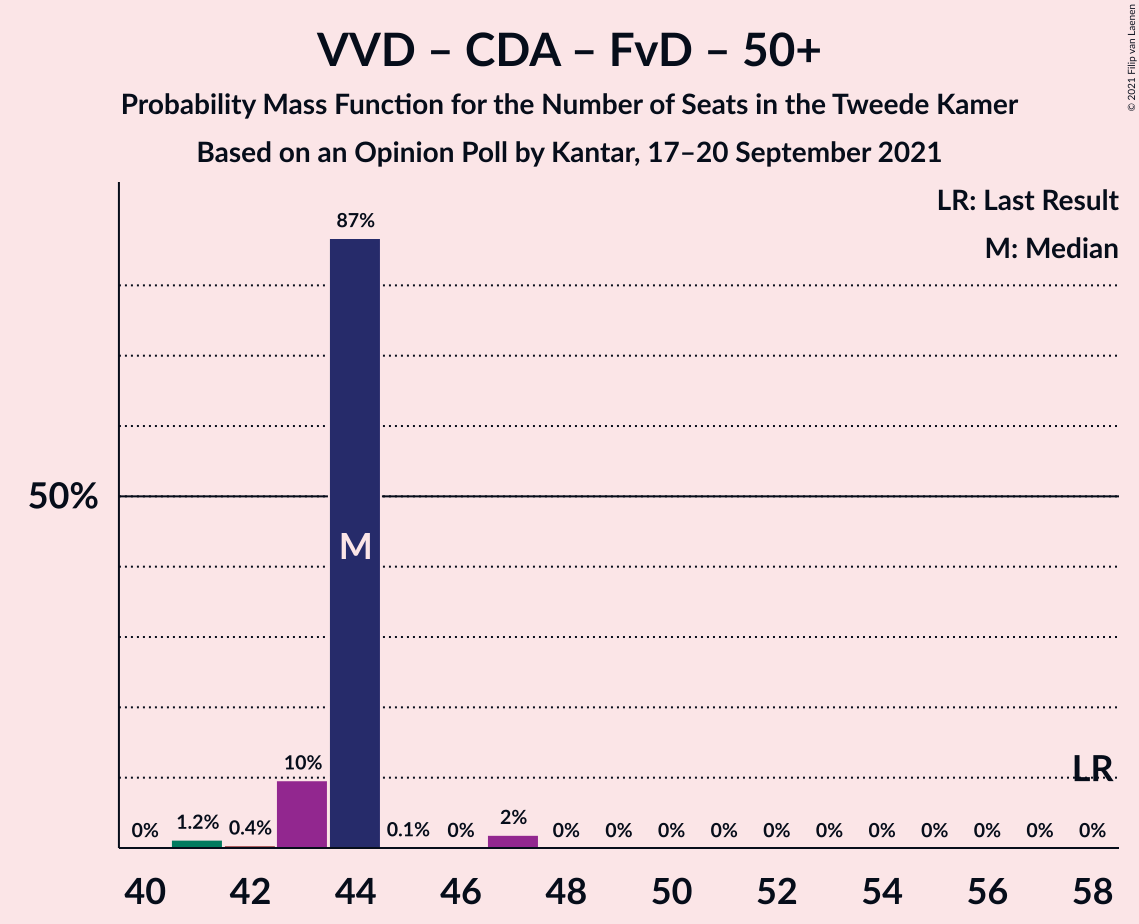 VVD – CDA – FvD – 50+
Probability Mass Function for the Number of Seats in the Tweede Kamer
Based on an Opinion Poll by Kantar, 17–20 September 2021
© 2021 Filip van Laenen
LR: Last Result
M: Median
87%
50%
M
10%
LR
0% 1.2% 0.4% 0.1% 0% 2% 0% 0% 0% 0% 0% 0% 0% 0% 0% 0% 0%
40 42 44 46 48 50 52 54 56 58